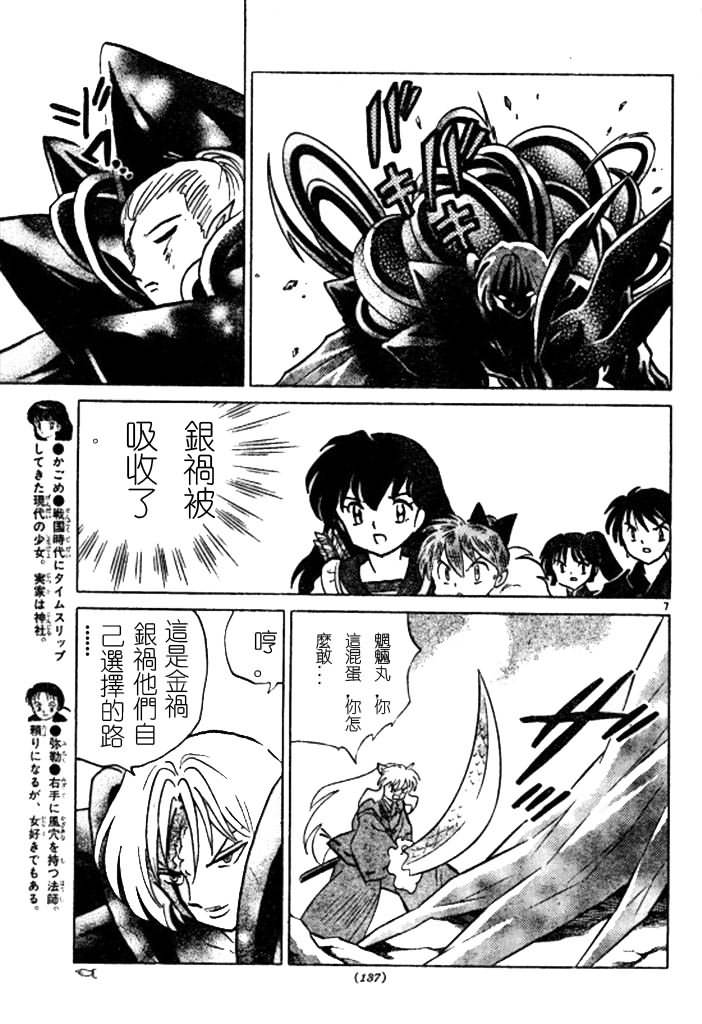 バキバキ
ズ…
銀禍被
吸收了
。
魍魎丸，你
這混蛋，你怎
麼敢…
哼。
這是金禍
銀禍他們自
己選擇的路
……
●かごめ●戦国時代にタイムスリップ
してきた現代の少女。実家は神社。
●弥勒●右手に風穴を持つ法師。
頼りになるが、女好きでもある。
7
(137)